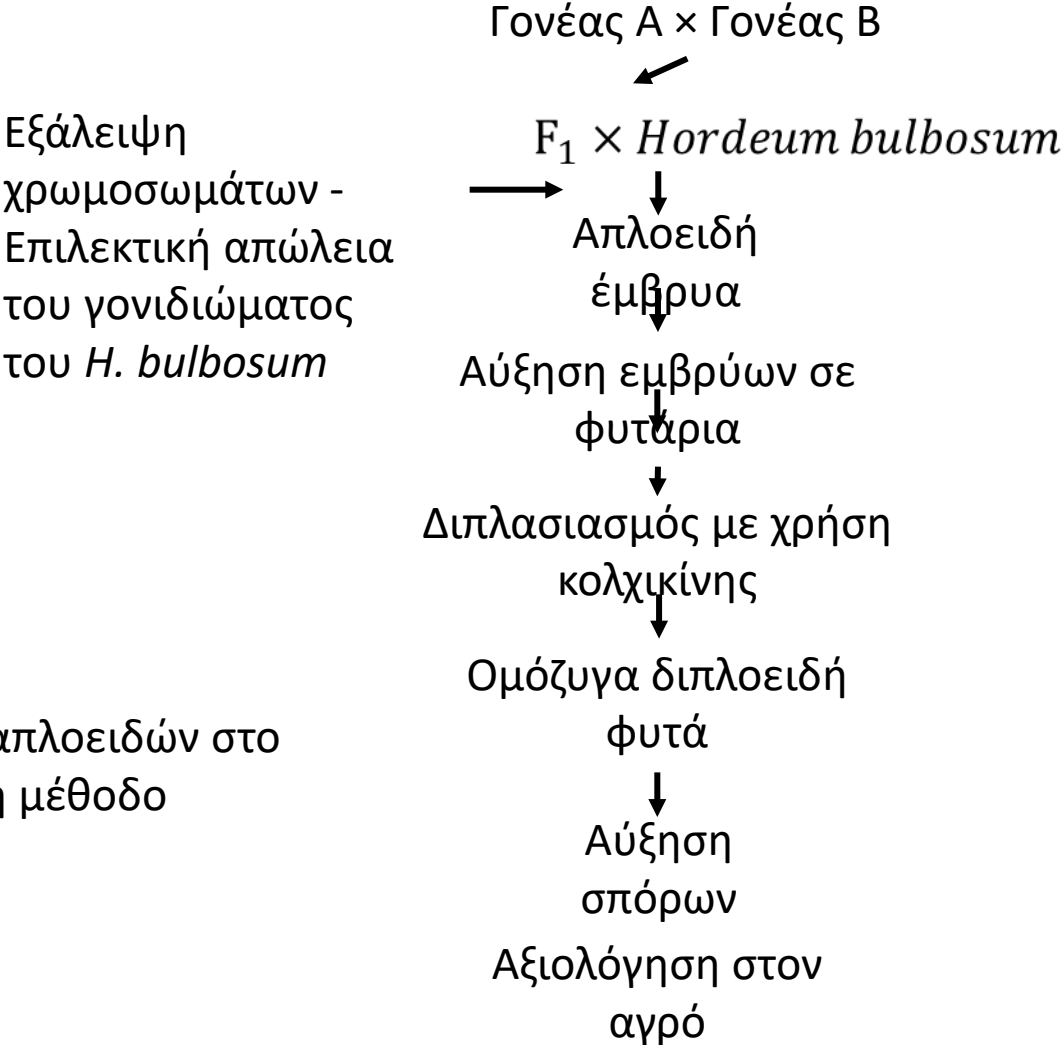 Γονέας Α × Γονέας Β
F₁ × Hordeum bulbosum
Εξάλειψη
χρωμοσωμάτων -
Επιλεκτική απώλεια
του γονιδιώματος
του H. bulbosum
Απλοειδή
έμβρυα
Αύξηση εμβρύων σε
φυτάρια
Διπλασιασμός με χρήση
κολχικίνης
Ομόζυγα διπλοειδή
φυτά
απλοειδών στο
η μέθοδο
Αύξηση
σπόρων
Αξιολόγηση στον
αγρό